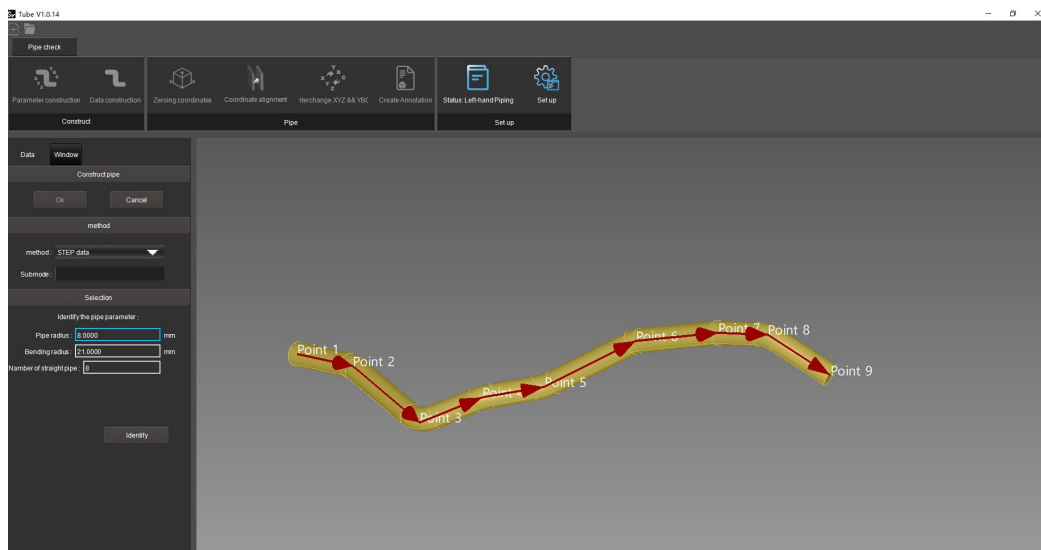 Tube V1.0.14
Pipe check
Parameter construction
Data construction
Zeroing coordinates
Coordinate alignment
nterchange XYZ && YBC
Create Annotation
Status: Left-hand Piping
Set up
Construct
Pipe
Set up
Data
Window
Construct pipe
Ok
Cancel
method
method: STEP data
Submode:
Selection
Identify the pipe parameter :
Pipe radius : 8.0000 mm
Bending radius : 21.0000 mm
Number of straight pipe : 8
Identify
Point 1
Point 2
Point 3
Point 4
Point 5
Point 6
Point 7
Point 8
Point 9